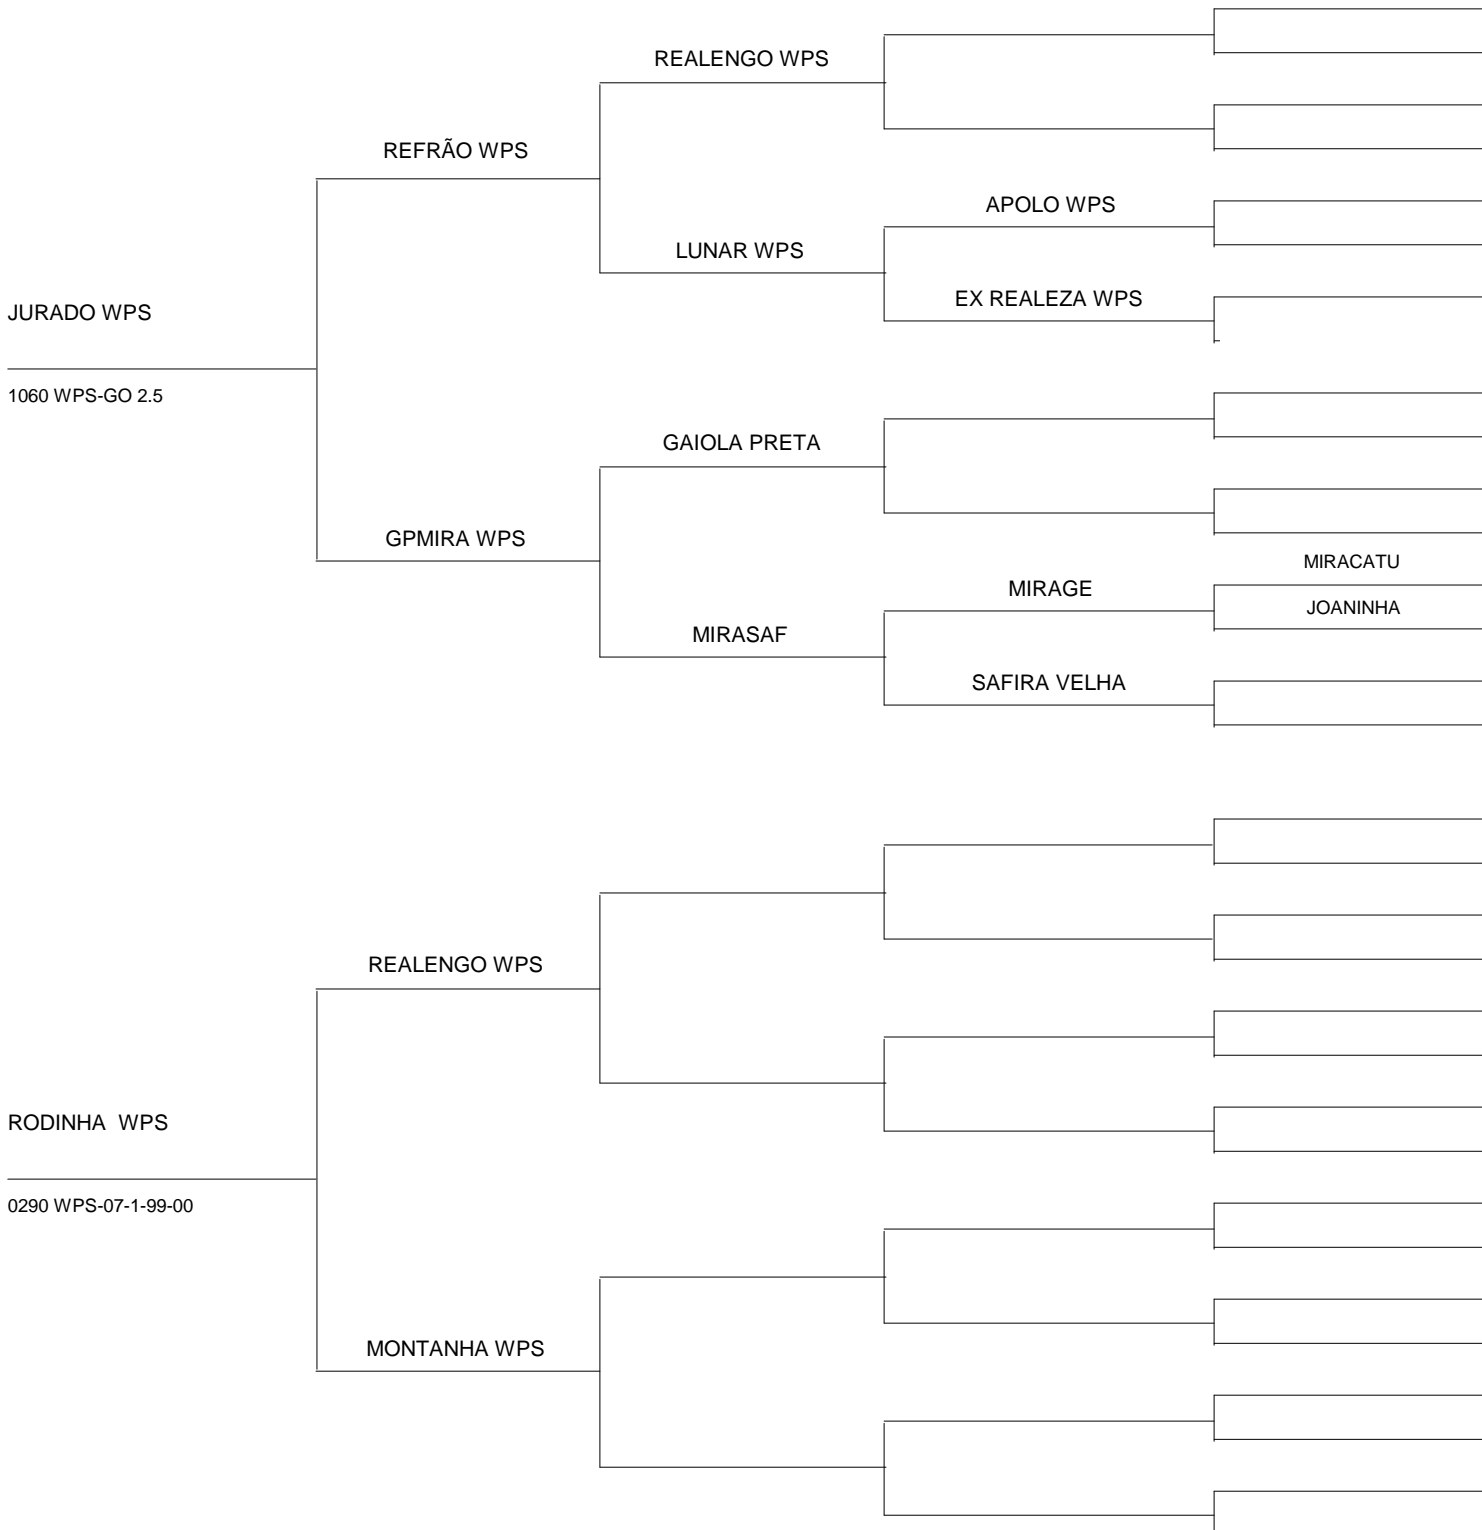 REALENGO WPS
REFRÃO WPS
APOLO WPS
LUNAR WPS
EX REALEZA WPS
JURADO WPS
1060 WPS-GO 2.5
GAIOLA PRETA
GPMIRA WPS
MIRACATU
MIRAGE
JOANINHA
MIRASAF
SAFIRA VELHA
REALENGO WPS
RODINHA  WPS
0290 WPS-07-1-99-00
MONTANHA WPS